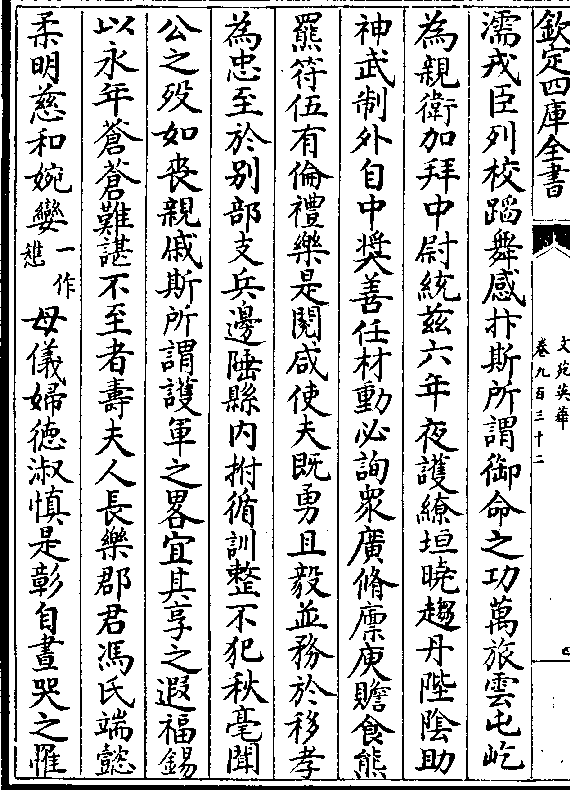 欽定四庫全書
文苑英華
卷九百三十二
四
濡戎臣列校蹈舞感抃斯所謂御命之功萬旅雲屯屹
為親衛加拜中尉統茲六年夜護繚垣曉趨丹陛陰助
神武制外自中奬善任材動必詢衆廣脩廩庾贍食熊
羆符伍有倫禮樂是閱咸使夫既勇且毅並務於移孝
為忠至於別部支兵邊陲縣内拊循訓整不犯秋毫聞
公之歿如喪親戚斯所謂護軍之畧宜其享之遐福錫
以永年蒼蒼難諶不至者壽夫人長樂郡君馮氏端懿
柔明慈和婉孌一作㜻母儀婦德淑慎是彰自晝哭之罹